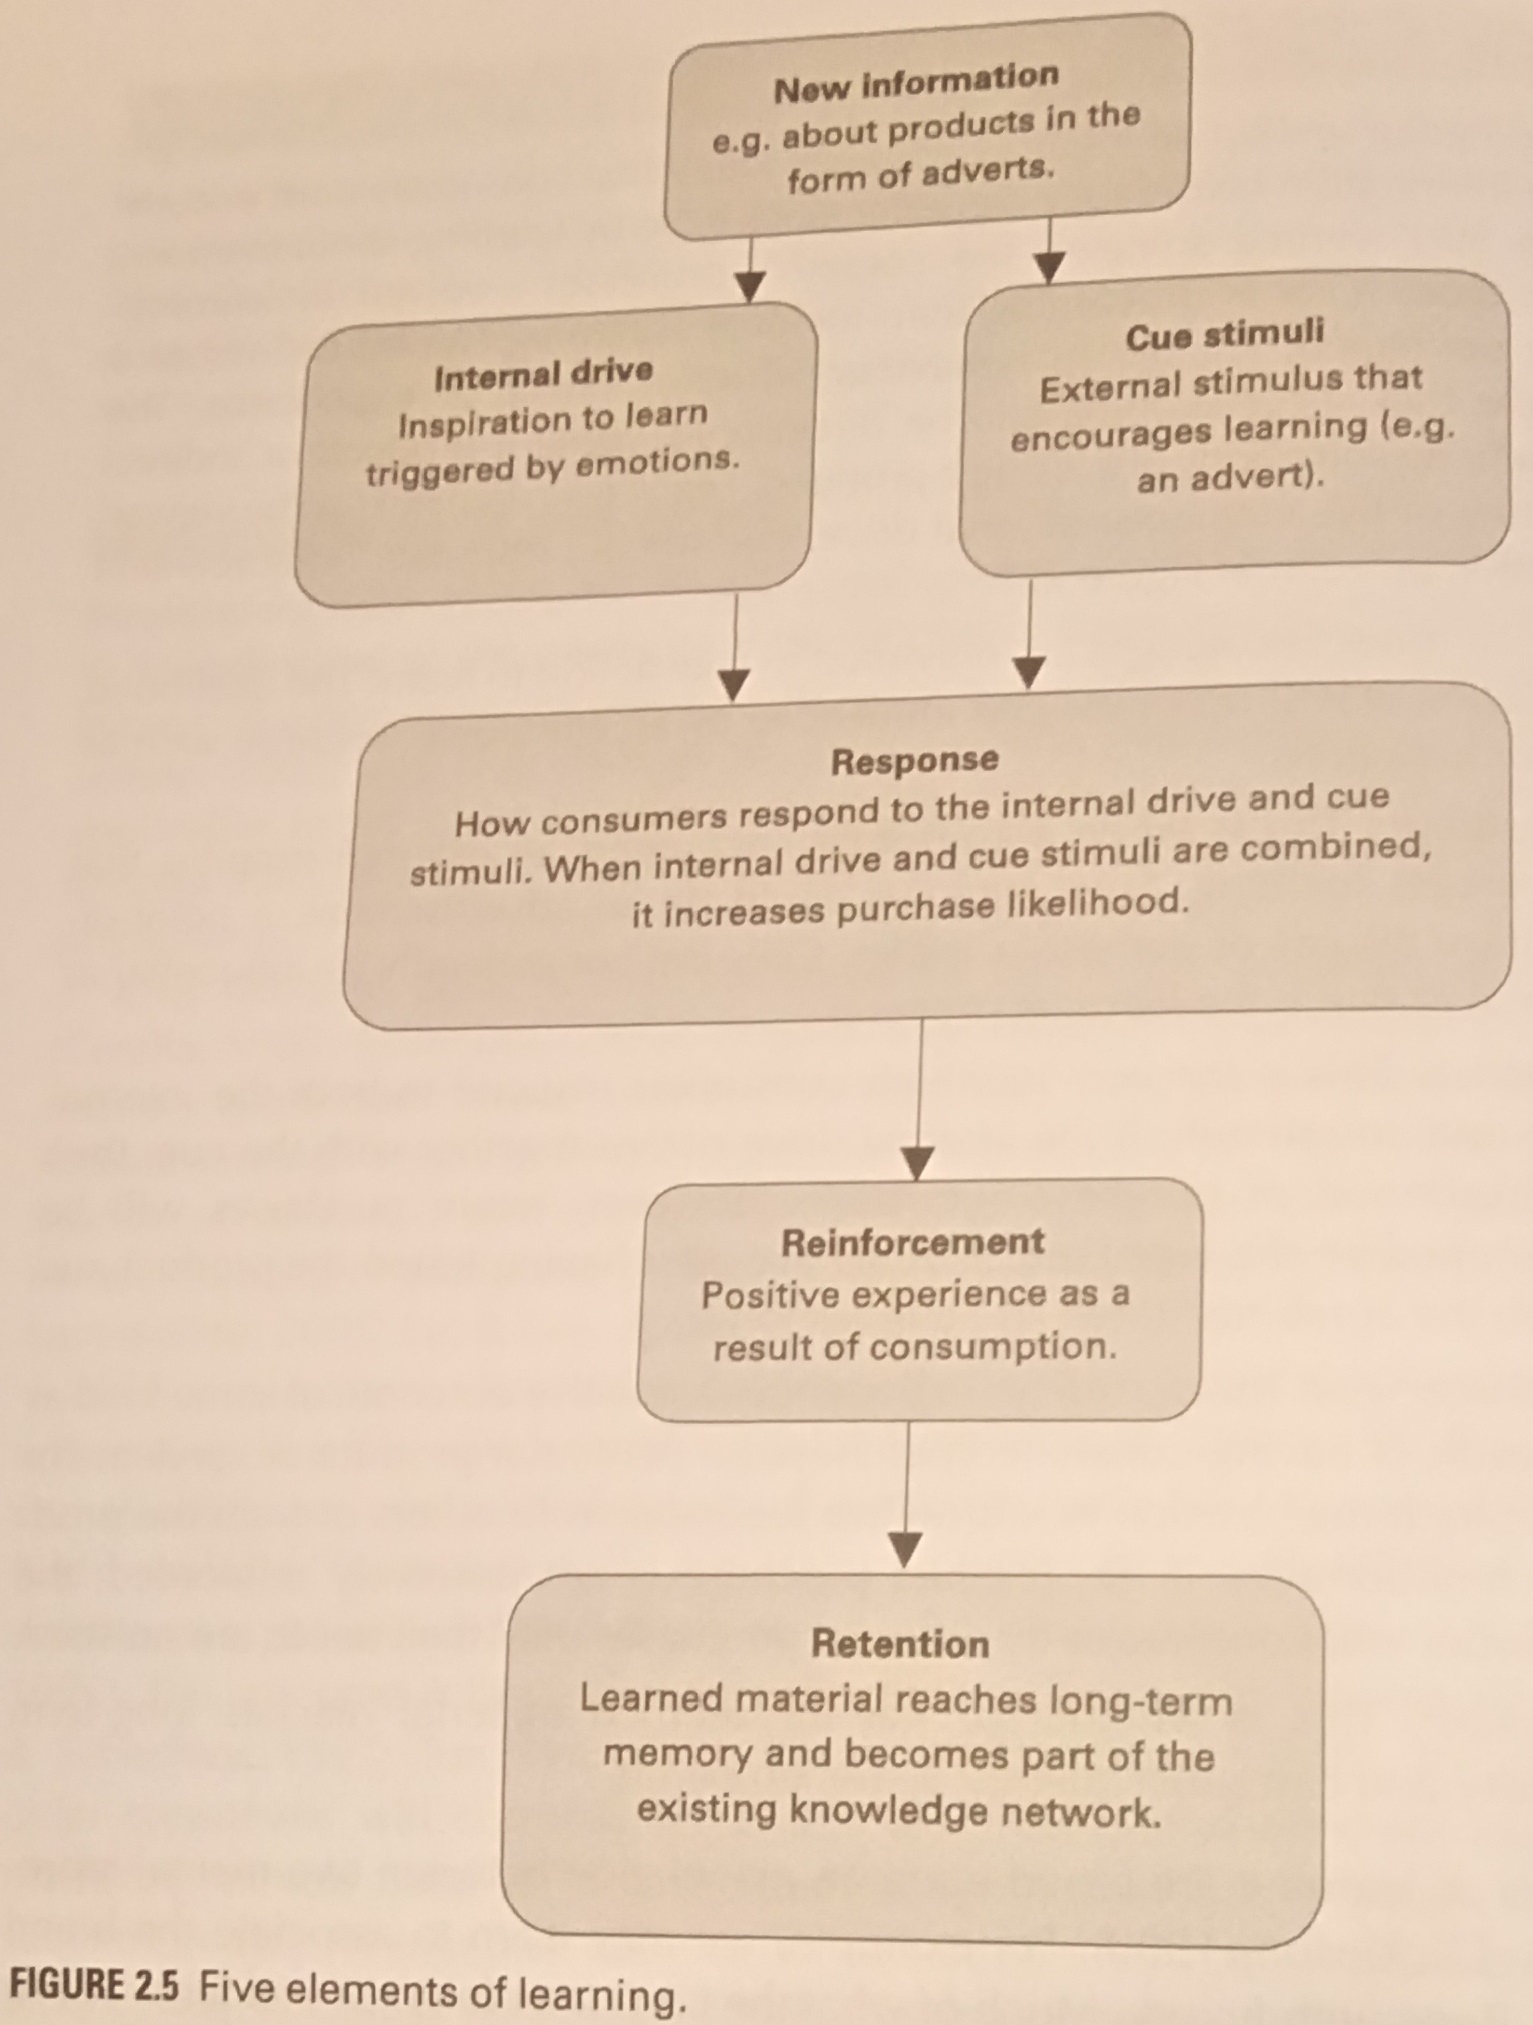 New information
e.g. about products in the
form of adverts.
Internal drive
Inspiration to learn
triggered by emotions.
Cue stimuli
External stimulus that
encourages learning (e.g.
an advert).
Response
How consumers respond to the internal drive and cue
stimuli. When internal drive and cue stimuli are combined,
it increases purchase likelihood.
Reinforcement
Positive experience as a
result of consumption.
Retention
Learned material reaches long-term
memory and becomes part of the
existing knowledge network.
FIGURE 2.5 Five elements of learning.